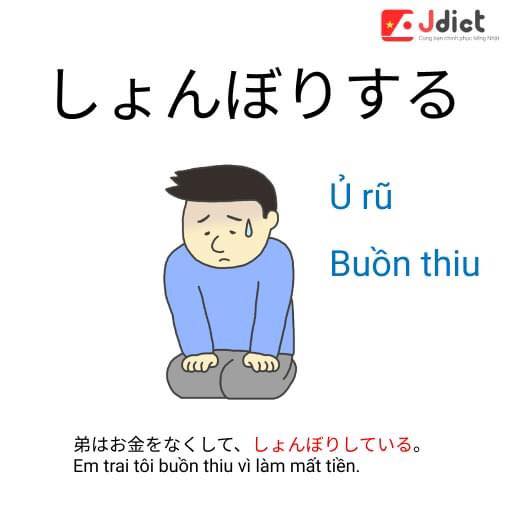 Jdict
Cùng bạn chinh phục tiếng Nhật
しょんぼりする
Ủ rũ
Buồn thiu
弟はお金をなくして、しょんぼりしている。
Em trai tôi buồn thiu vì làm mất tiền.